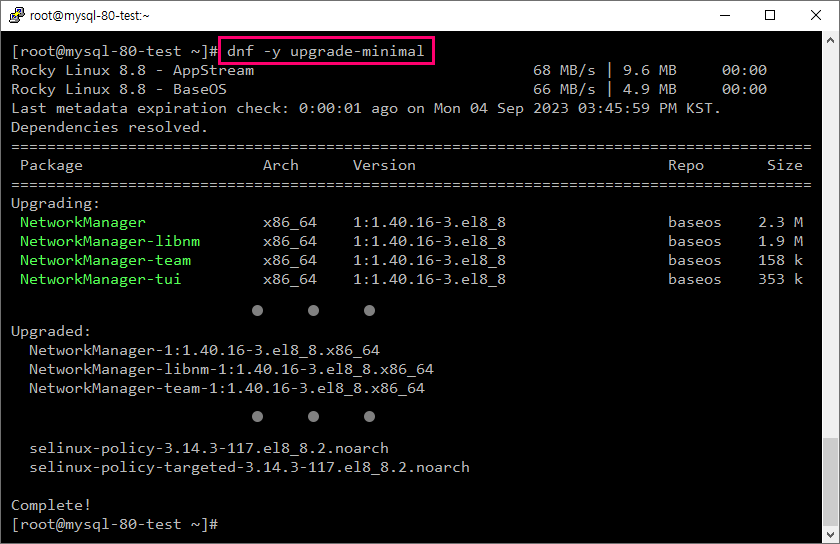 root@mysql-80-test:~
[root@mysql-80-test ~]# dnf -y upgrade-minimal
Rocky Linux 8.8 - AppStream 68 MB/s | 9.6 MB 00:00
Rocky Linux 8.8 - BaseOS 66 MB/s | 4.9 MB 00:00
Last metadata expiration check: 0:00:01 ago on Mon 04 Sep 2023 03:45:59 PM KST.
Dependencies resolved.
================================================================================
Package Arch Version Repo Size
================================================================================
Upgrading:
NetworkManager x86_64 1:1.40.16-3.el8_8 baseos 2.3 M
NetworkManager-libnm x86_64 1:1.40.16-3.el8_8 baseos 1.9 M
NetworkManager-team x86_64 1:1.40.16-3.el8_8 baseos 158 k
NetworkManager-tui x86_64 1:1.40.16-3.el8_8 baseos 353 k
● ● ●
Upgraded:
NetworkManager-1:1.40.16-3.el8_8.x86_64
NetworkManager-libnm-1:1.40.16-3.el8_8.x86_64
NetworkManager-team-1:1.40.16-3.el8_8.x86_64
● ● ●
selinux-policy-3.14.3-117.el8_8.2.noarch
selinux-policy-targeted-3.14.3-117.el8_8.2.noarch
Complete!
[root@mysql-80-test ~]#